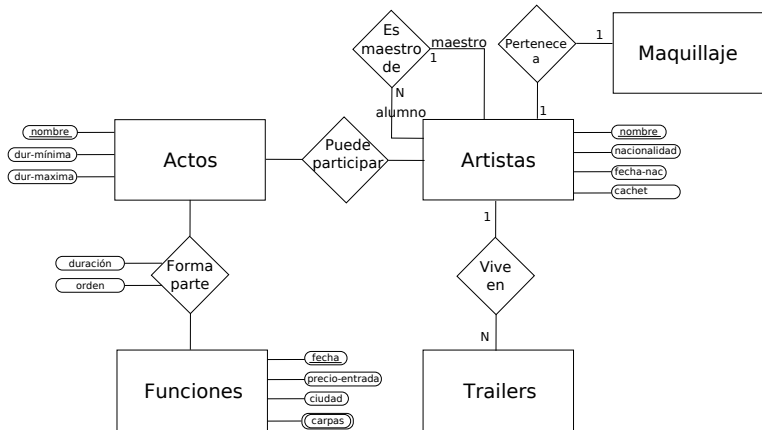 Es
maestro
de
maestro
1
N
alumno
Pertenece
a
1
1
Maquillaje
nombre
dur-mínima
dur-maxima
Actos
Puede
participar
Artistas
nombre
nacionalidad
fecha-nac
cachet
1
duración
orden
Forma
parte
Vive
en
N
Funciones
fecha
precio-entrada
ciudad
carpas
Trailers